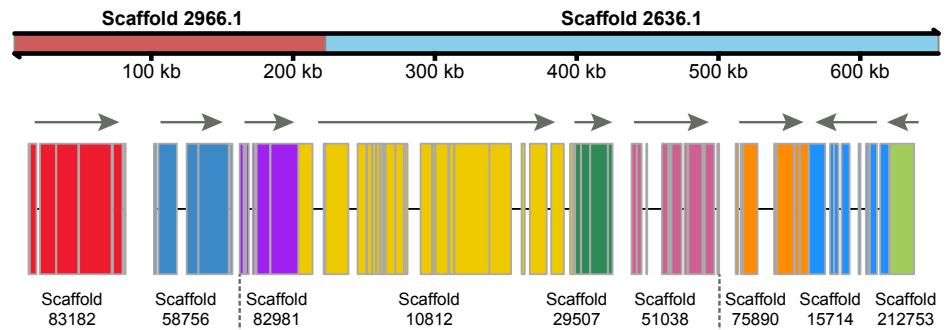 Scaffold 2966.1 Scaffold 2636.1
100 kb 200 kb 300 kb 400 kb 500 kb 600 kb
Scaffold Scaffold Scaffold Scaffold Scaffold Scaffold Scaffold Scaffold Scaffold
83182 58756 82981 10812 29507 51038 75890 15714 212753